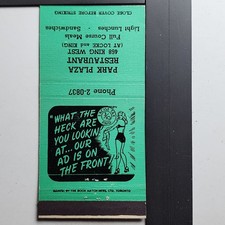 CLOSE COVER BEFORE STRIKING
Light Lunches - Sandwiches
Full Course Meals
(AT LOCKE and KING)
668 KING WEST
RESTAURANT
PARK PLAZA
Phone 2-0837
"WHAT THE
HECK ARE
YOU LOOKIN'
AT... OUR
AD IS ON
THE FRONT!